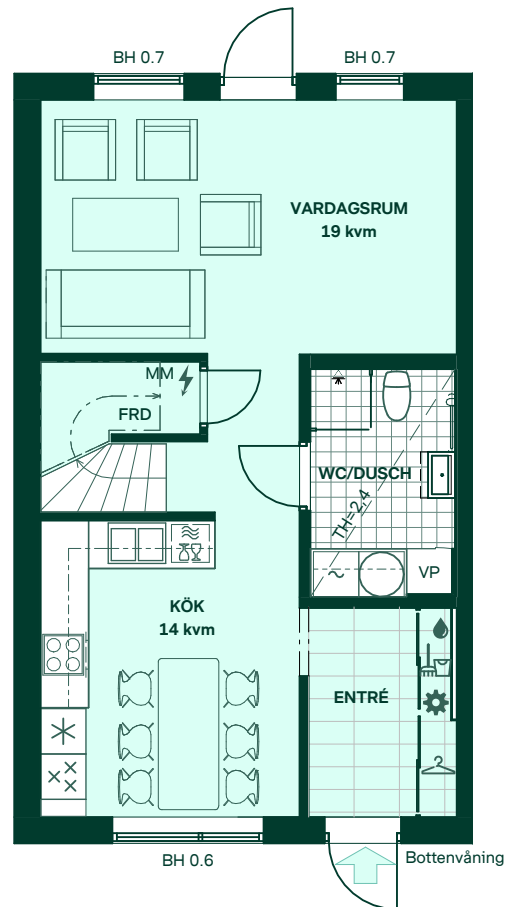 BH 0.7
BH 0.7
VARDAGSRUM
19 kvm
MM
FRD
WC/DUSCH
TH=2,4
VP
KÖK
14 kvm
ENTRÉ
BH 0.6
Bottenvåning